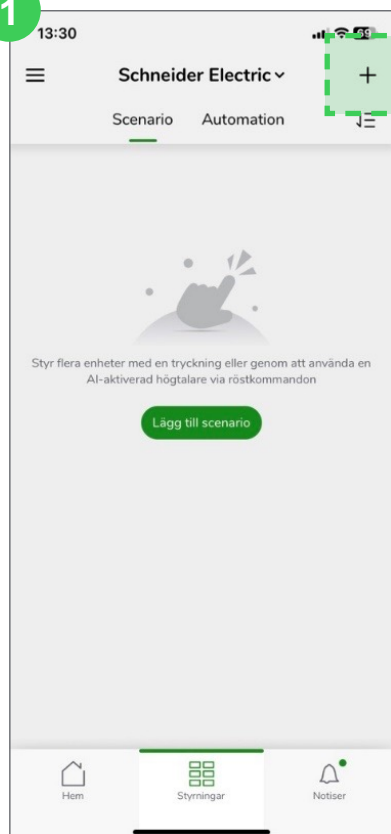 1
13:30
69
Schneider Electric
Scenario Automation
Styr flera enheter med en tryckning eller genom att använda en
AI-aktiverad högtalare via röstkommandon
Lägg till scenario
Hem Styrningar Notiser